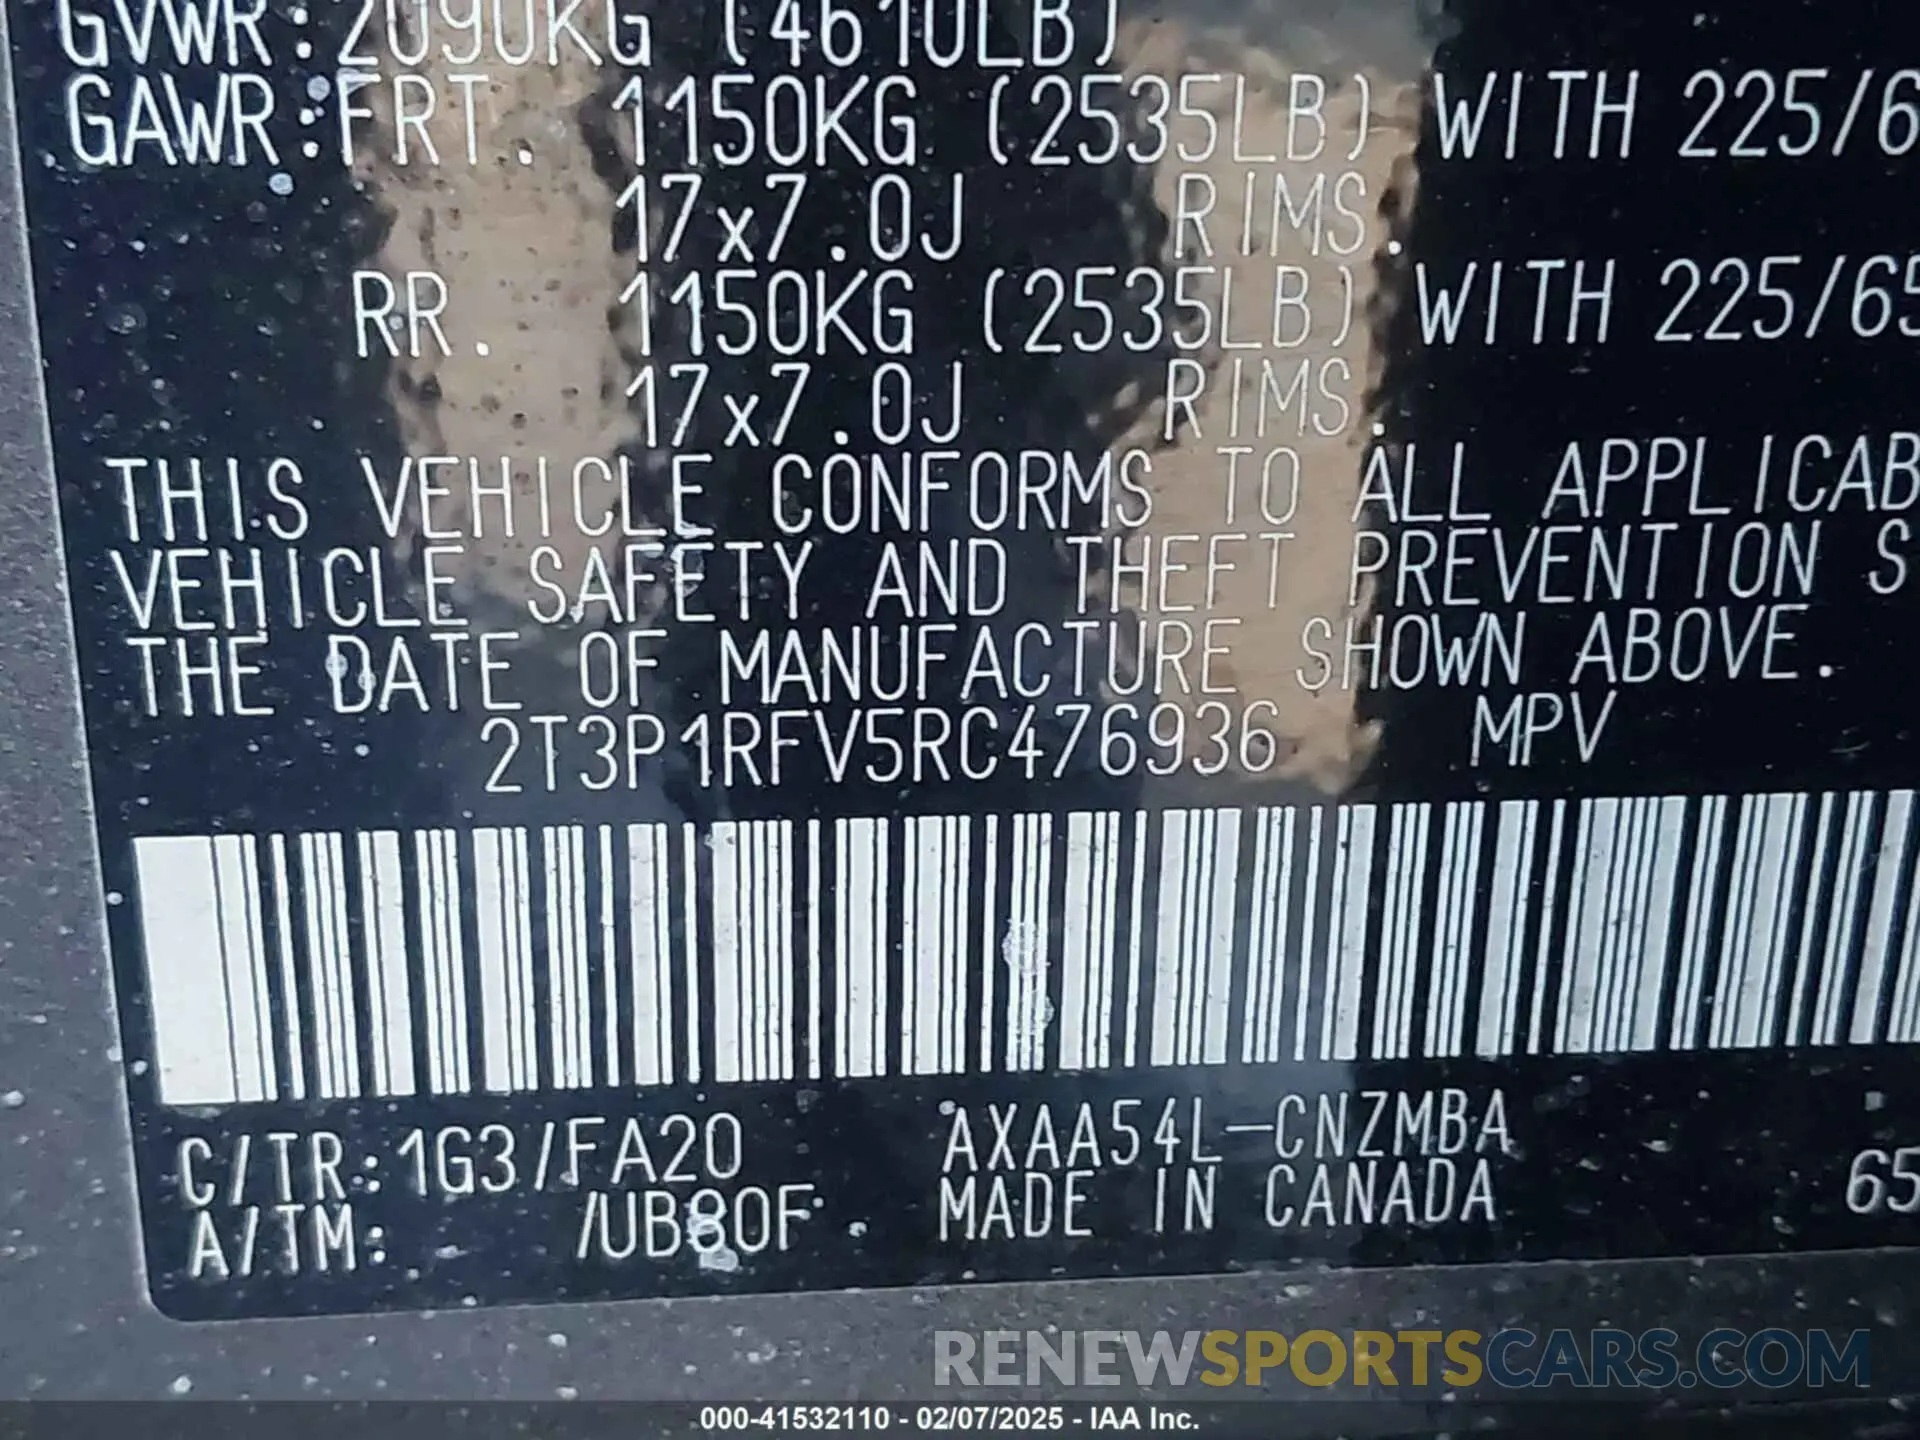 GVWR:2090KG (4610LB)
GAWR:FRT. 1150KG (2535LB) WITH 225/6
17x7.0J RIMS.
RR. 1150KG (2535LB) WITH 225/65
17x7.0J RIMS.
THIS VEHICLE CONFORMS TO ALL APPLICAB
VEHICLE SAFETY AND THEFT PREVENTION S
THE DATE OF MANUFACTURE SHOWN ABOVE.
2T3P1RFV5RC476936 MPV
C/TR:1G3/FA20 AXAA54L-CNZMBA
A/TM: /UB80F MADE IN CANADA 65
RENEWSPORTSCARS.COM
000-41532110 - 02/07/2025 - IAA Inc.